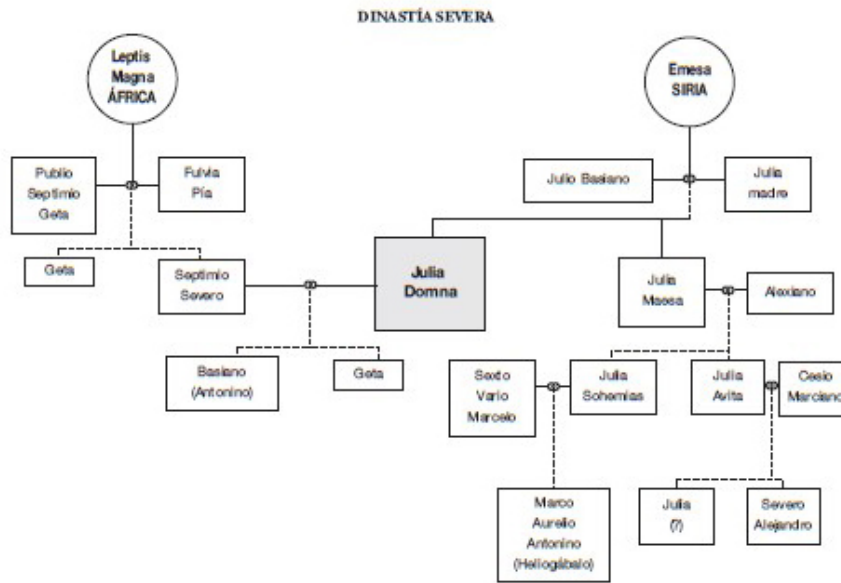 DINASTÍA SEVERA
Leptis
Magna
ÁFRICA
Emesa
SIRIA
Publio
Septimio
Geta
Fulvia
Pía
Julio Basiano
Julia
madre
Geta
Septimio
Severo
Julia
Domna
Julia
Maesa
Alexiano
Basiano
(Antonino)
Geta
Sexto
Vario
Marcelo
Julia
Sohemias
Julia
Avita
Cesio
Marciano
Marco
Aurelio
Antonino
(Heliogábalo)
Julia
(?)
Severo
Alejandro